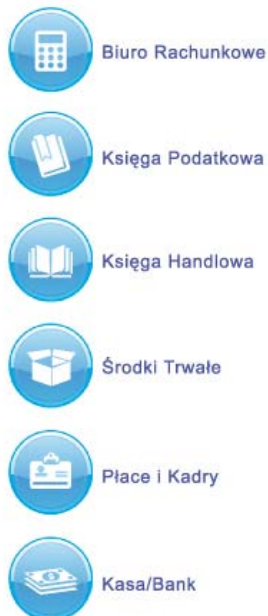 Biuro Rachunkowe
Księga Podatkowa
Księga Handlowa
Środki Trwałe
Płace i Kadry
Kasa/Bank